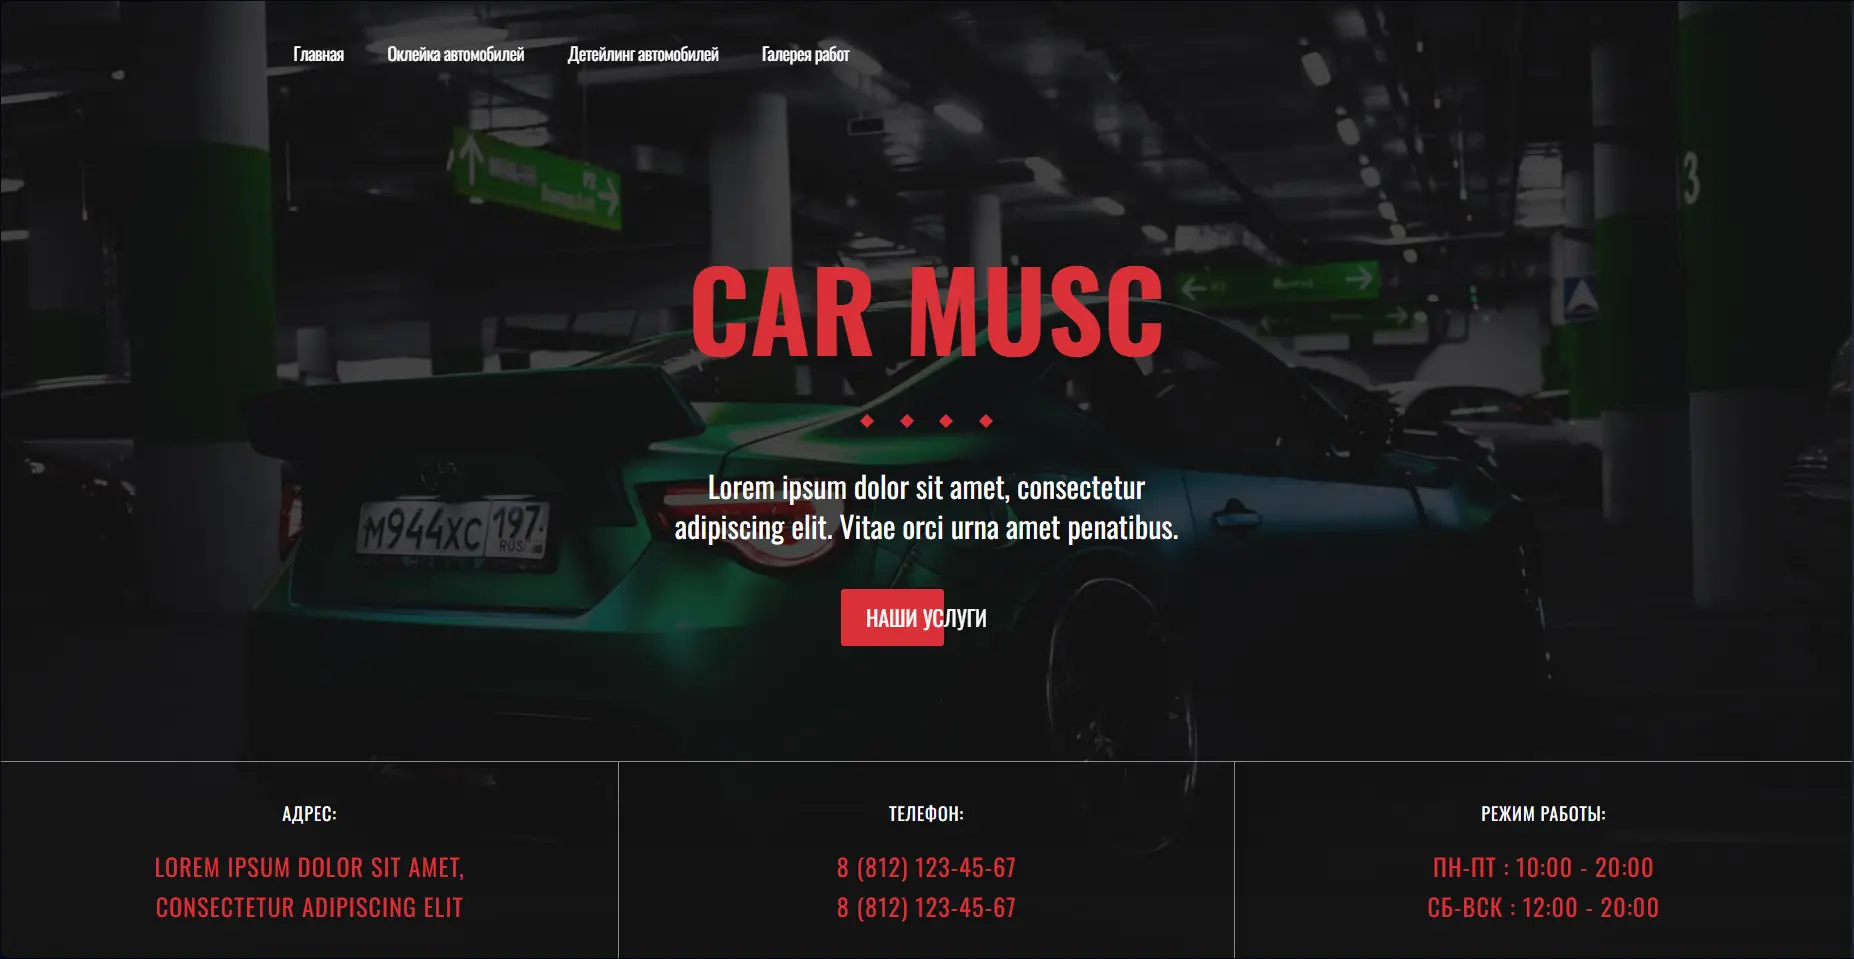 Главная Оклейка автомобилей Детейлинг автомобилей Галерея работ
3
CAR MUSC
Lorem ipsum dolor sit amet, consectetur
adipiscing elit. Vitae orci urna amet penatibus.
М944ХС 197
RUS
НАШИ УСЛУГИ
АДРЕС:
LOREM IPSUM DOLOR SIT AMET,
CONSECTETUR ADIPISCING ELIT
ТЕЛЕФОН:
8 (812) 123-45-67
8 (812) 123-45-67
РЕЖИМ РАБОТЫ:
ПН-ПТ : 10:00 - 20:00
СБ-ВСК : 12:00 - 20:00